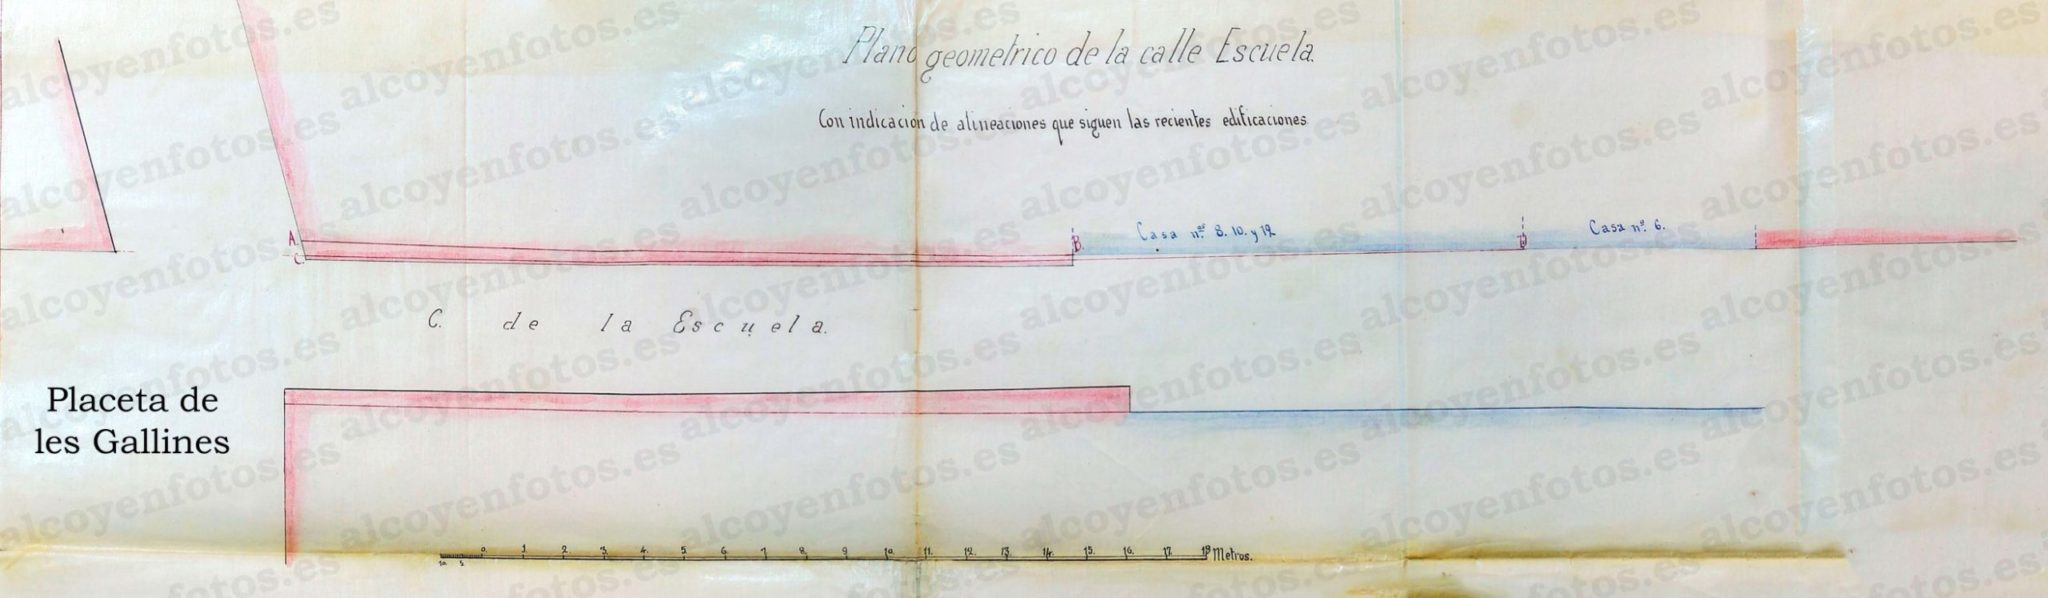 Plano geometrico de la calle Escuela.
Con indicacion de alineaciones que siguen las recientes edificaciones
A. B. Casa nos 8. 10. y 12 D Casa nº. 6.
C.
C. de la Escuela.
Placeta de
les Gallines
0. 1 2 3. 4. 5 6. 7 8. 9 10 11. 12. 13. 14. 15. 16. 17. 18 Metros.
10 5
alcoyenfotos.es